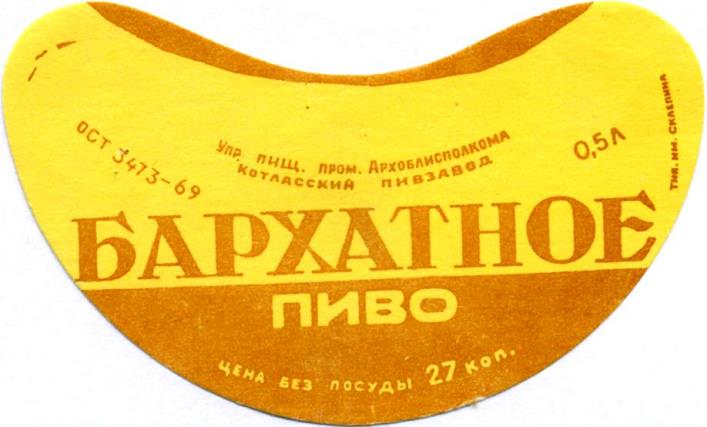 ОСТ 3473-69
Упр. пищ. пром. Архоблисполкома
КОТЛАССКИЙ ПИВЗАВОД
0,5Л
ТИП. ИМ. СКЛЕПИНА
БАРХАТНОЕ
ПИВО
ЦЕНА БЕЗ ПОСУДЫ 27 КОП.